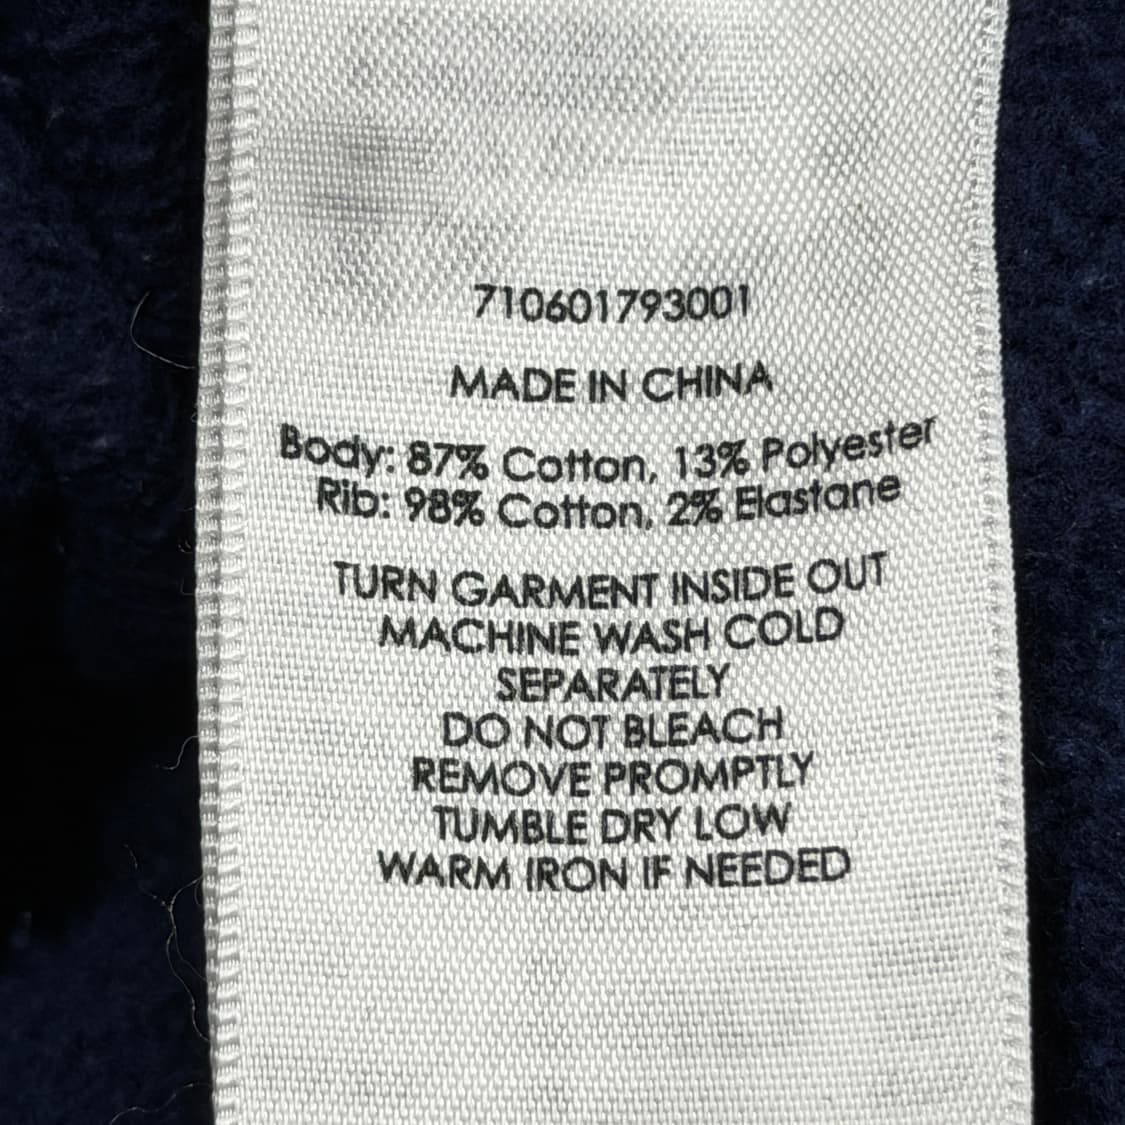 710601793001
MADE IN CHINA
Body: 87% Cotton, 13% Polyester
Rib: 98% Cotton, 2% Elastane
TURN GARMENT INSIDE OUT
MACHINE WASH COLD
SEPARATELY
DO NOT BLEACH
REMOVE PROMPTLY
TUMBLE DRY LOW
WARM IRON IF NEEDED